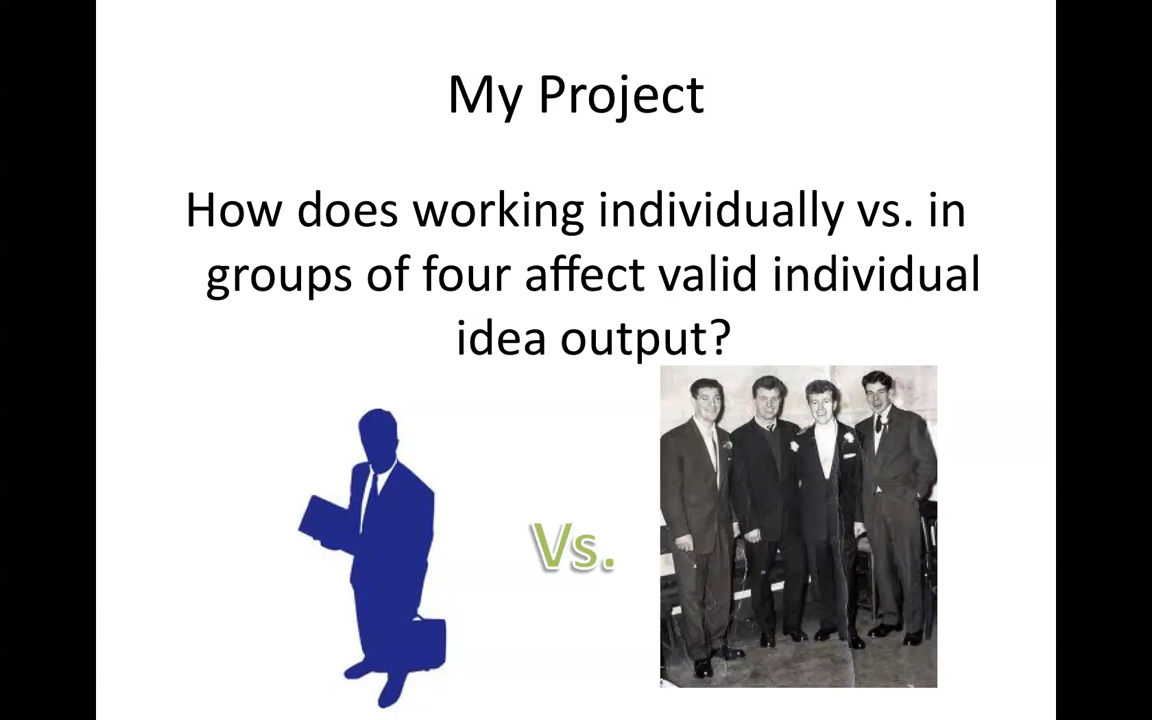 My Project
How does working individually vs. in
groups of four affect valid individual
idea output?
Vs.